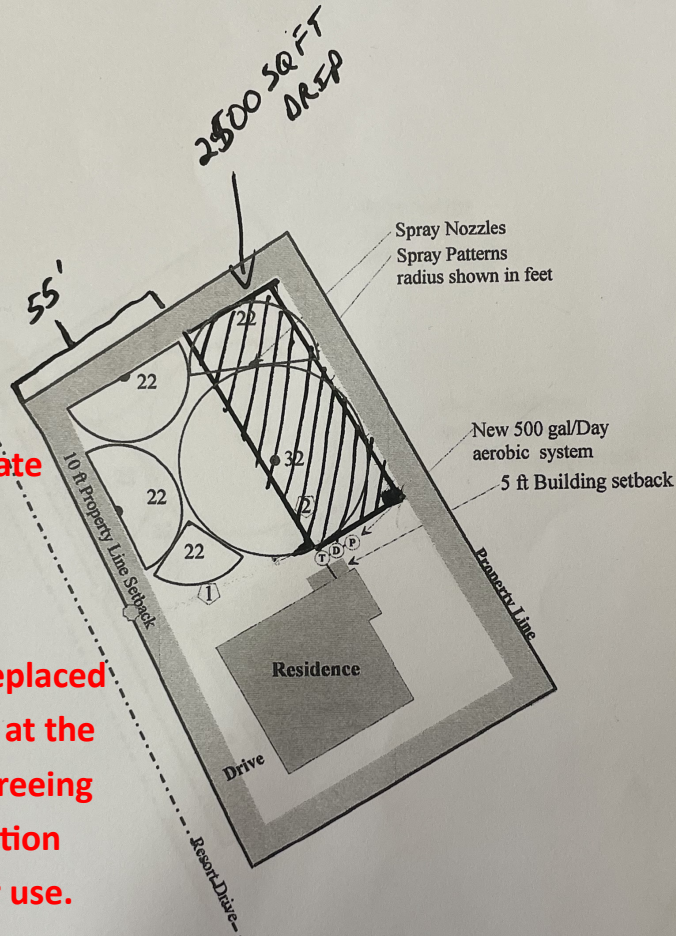 2500 SQ FT
DRIP
Spray Nozzles
Spray Patterns
radius shown in feet
55'
22
22
New 500 gal/Day
aerobic system
5 ft Building setback
10 ft Property Line Setback
32
22
2
22
T D P
1
Property Line
Residence
Drive
Resort Drive
ate
eplaced
at the
reeing
tion
use.